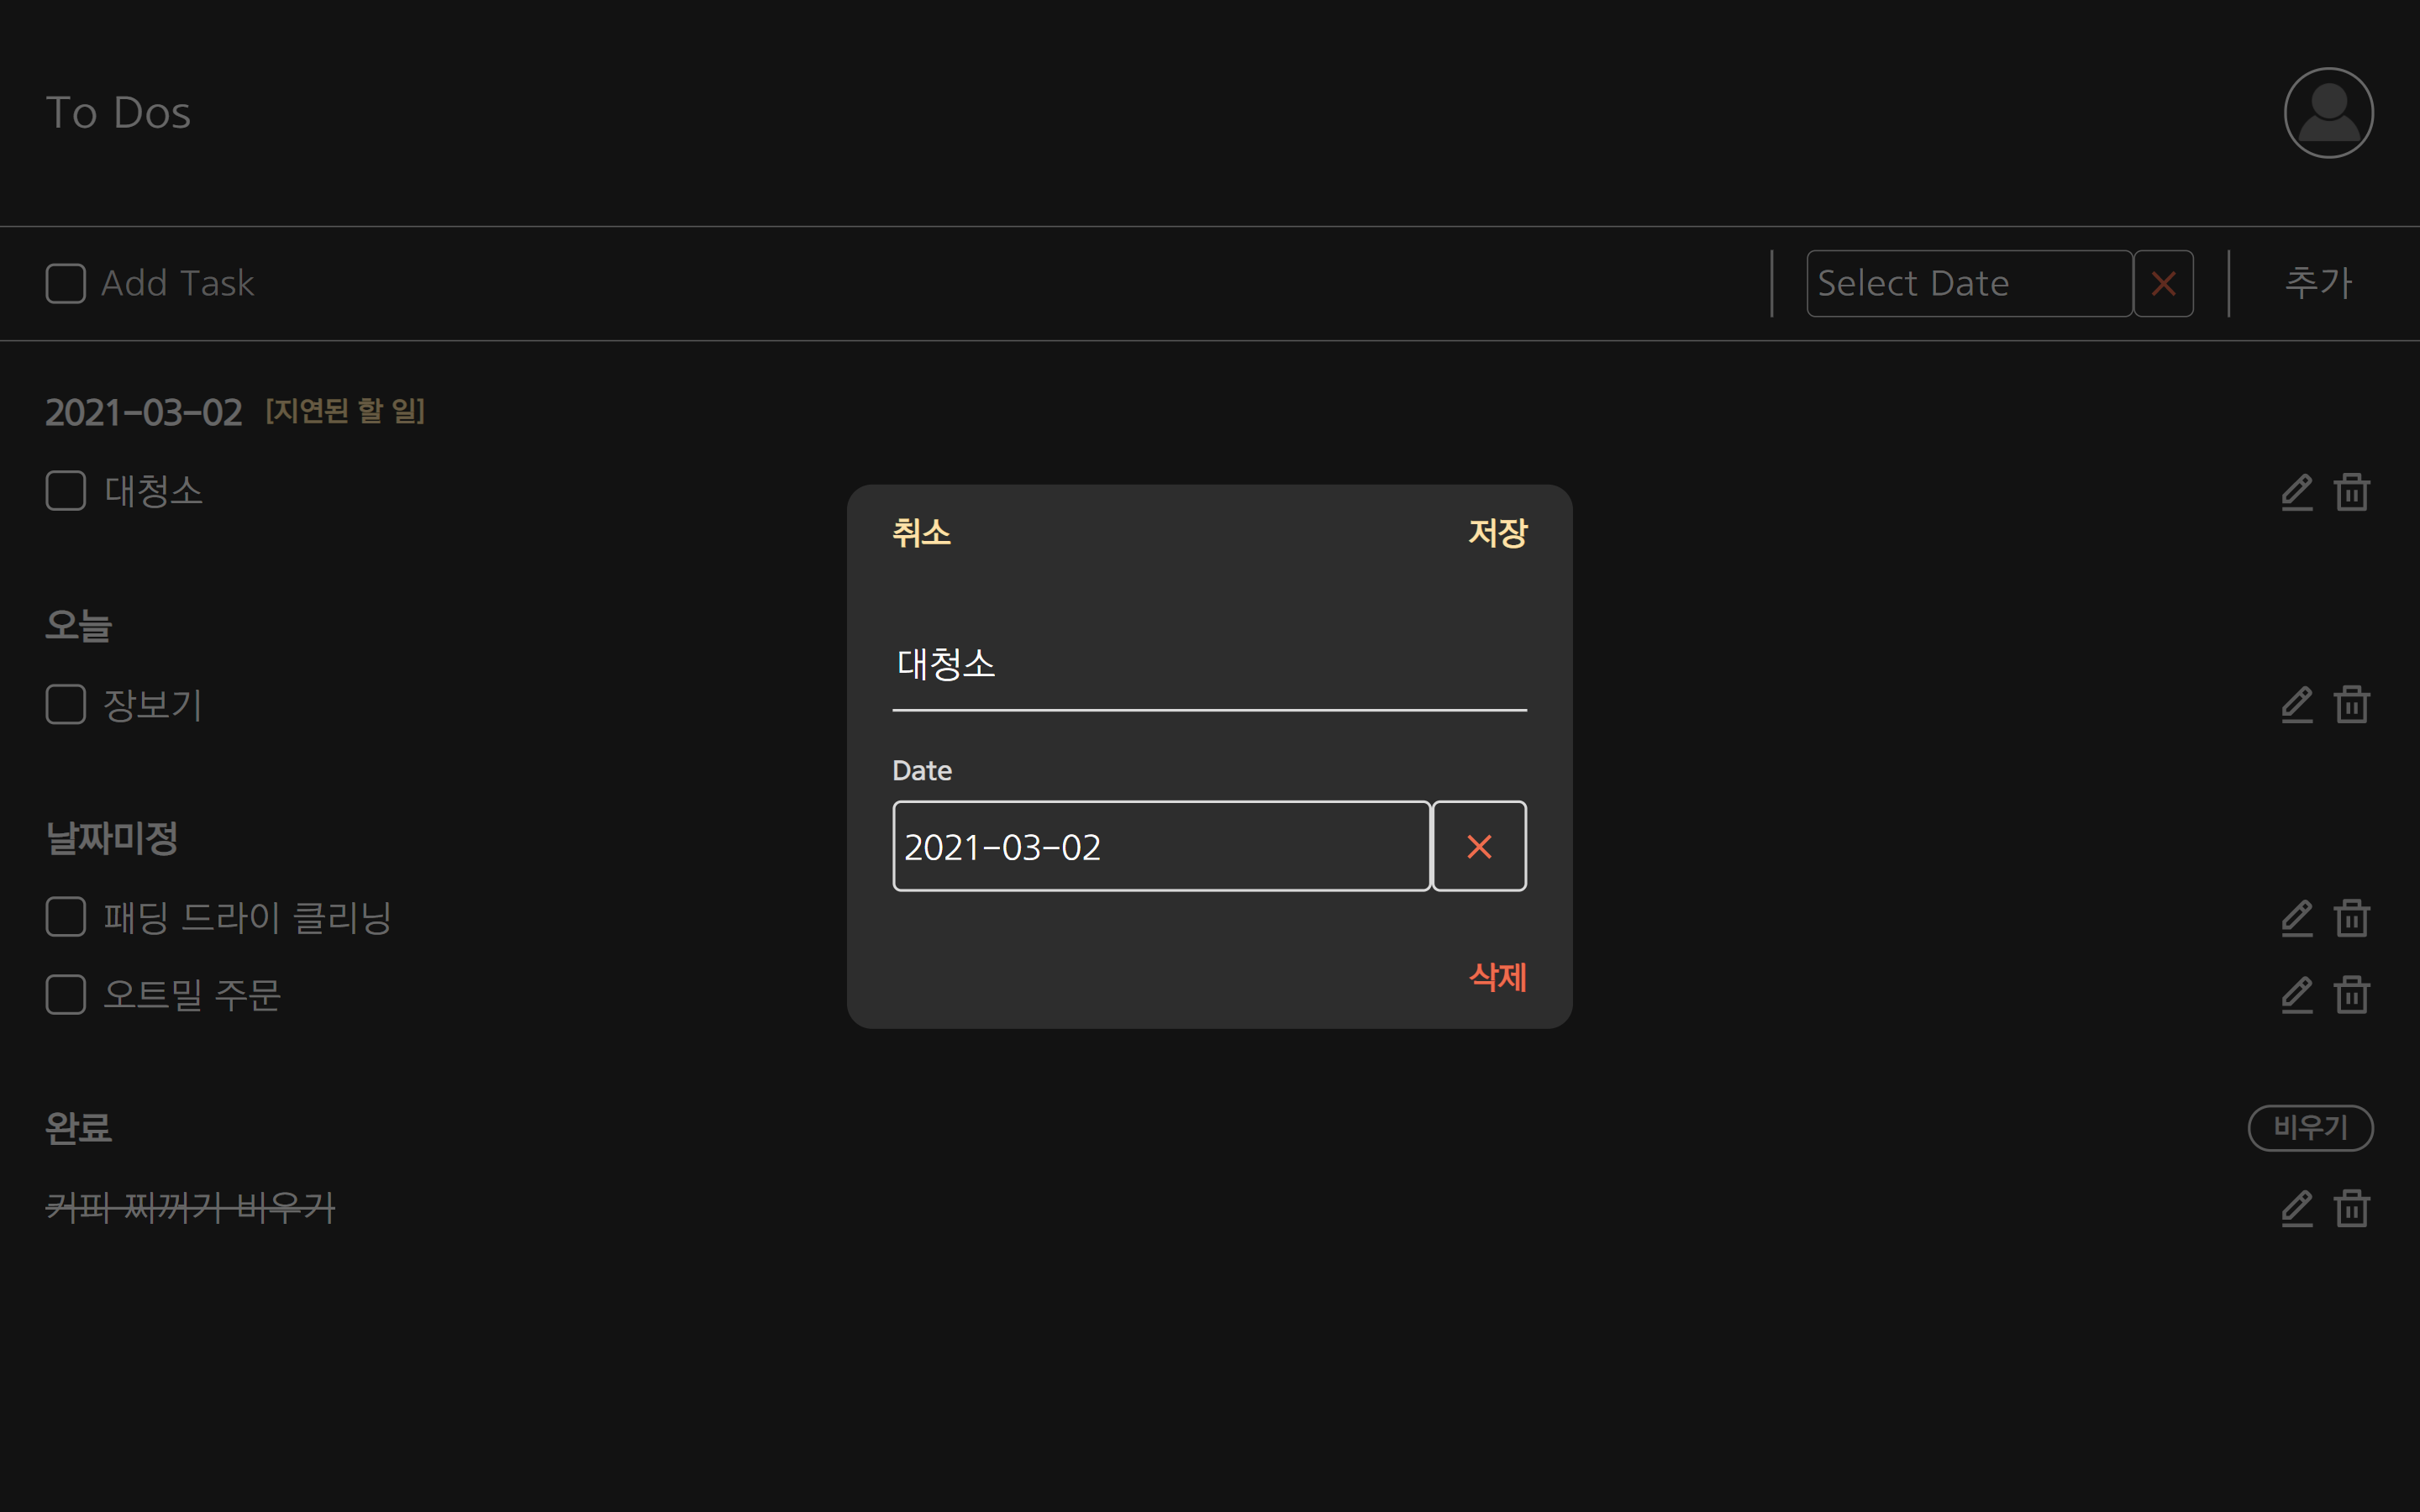 To Dos
Add Task
Select Date
추가
2021-03-02 [지연된 할 일]
대청소
오늘
장보기
날짜미정
패딩 드라이 클리닝
오트밀 주문
완료
비우기
커피 찌꺼기 비우기
취소 저장
대청소
Date
2021-03-02
삭제